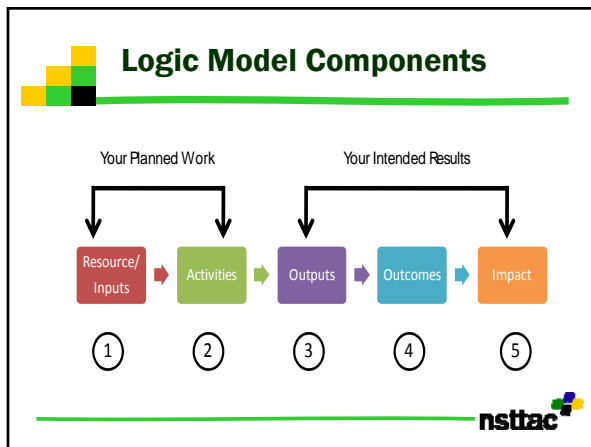 Logic Model Components
Your Planned Work
Your Intended Results
Resource/
Inputs
Activities
Outputs
Outcomes
Impact
1
2
3
4
5
nsttac